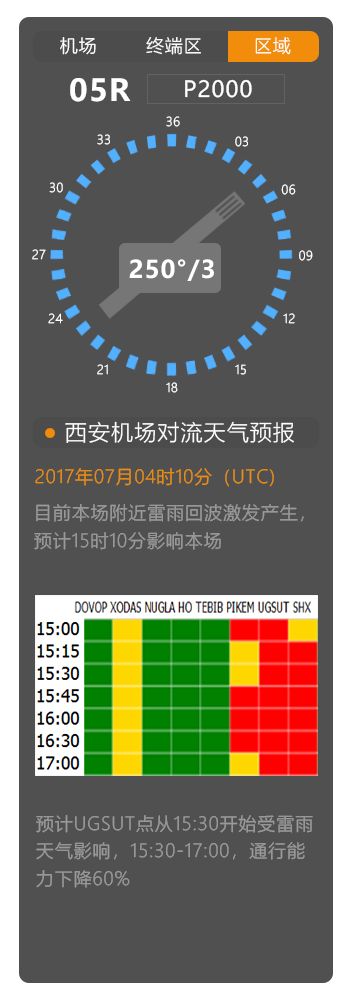 机场 终端区 区域
05R P2000
36
33 03
30 06
27 09
250°/3
24 12
21 15
18
西安机场对流天气预报
2017年07月04时10分（UTC）
目前本场附近雷雨回波激发产生，
预计15时10分影响本场
DOVOP XODAS NUGLA HO TEBIB PIKEM UGSUT SHX
15:00
15:15
15:30
15:45
16:00
16:30
17:00
预计UGSUT点从15:30开始受雷雨
天气影响，15:30-17:00，通行能
力下降60%